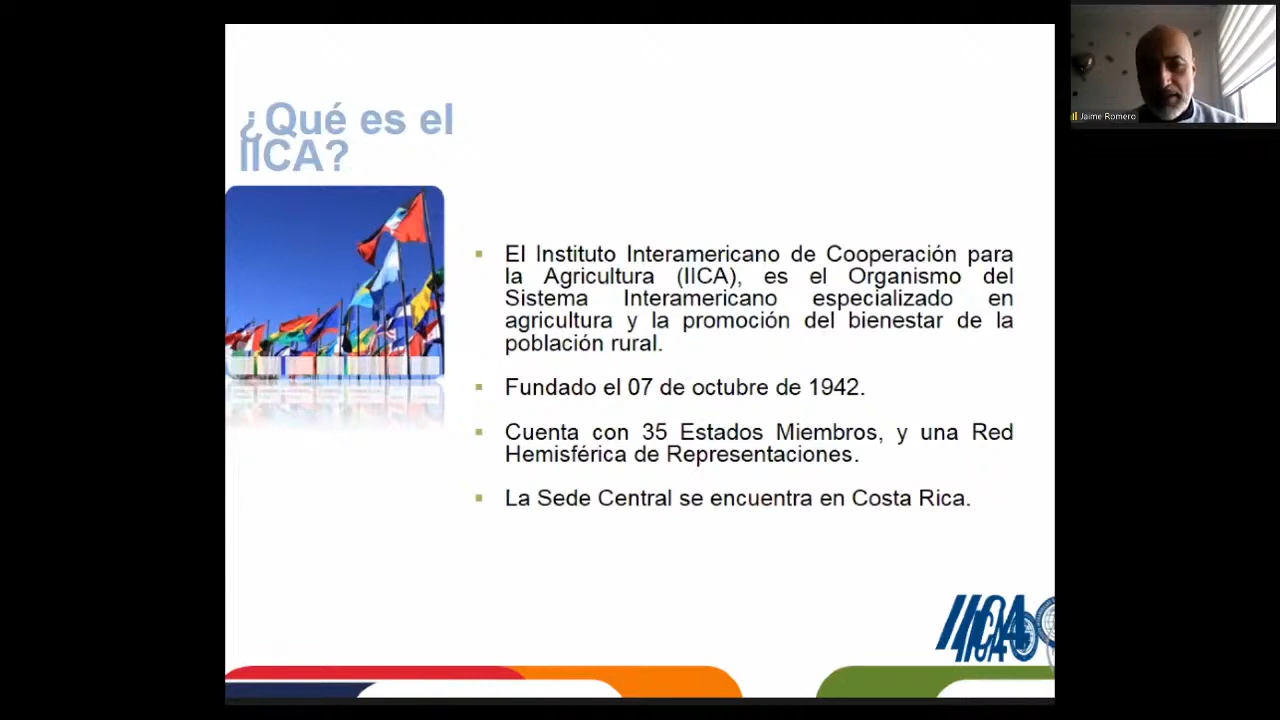 ¿Qué es el
IICA?
El Instituto Interamericano de Cooperación para
la Agricultura (IICA), es el Organismo del
Sistema Interamericano especializado en
agricultura y la promoción del bienestar de la
población rural.
Fundado el 07 de octubre de 1942.
Cuenta con 35 Estados Miembros, y una Red
Hemisférica de Representaciones.
La Sede Central se encuentra en Costa Rica.
IICA
IICA
Jaime Romero